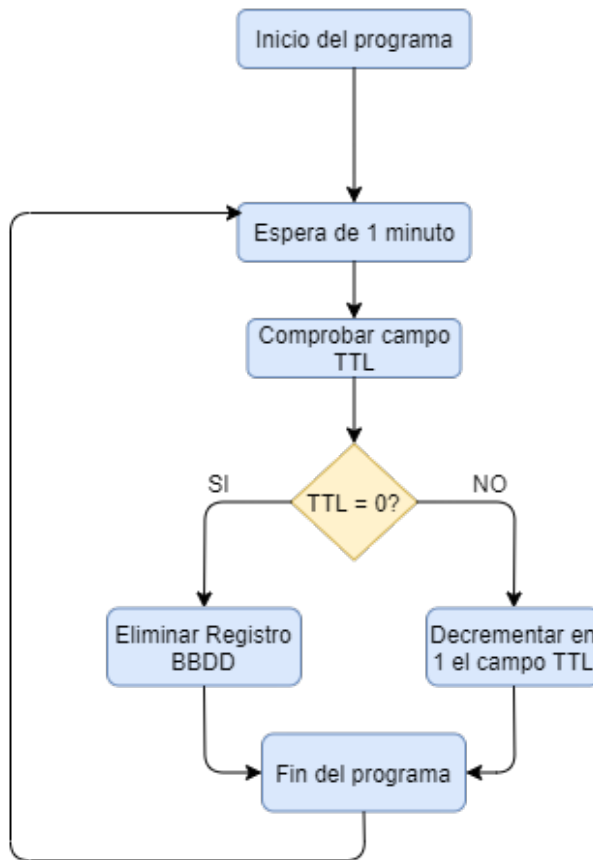 Inicio del programa
Espera de 1 minuto
Comprobar campo
TTL
TTL = 0?
SI
NO
Eliminar Registro
BBDD
Decrementar en
1 el campo TTL
Fin del programa